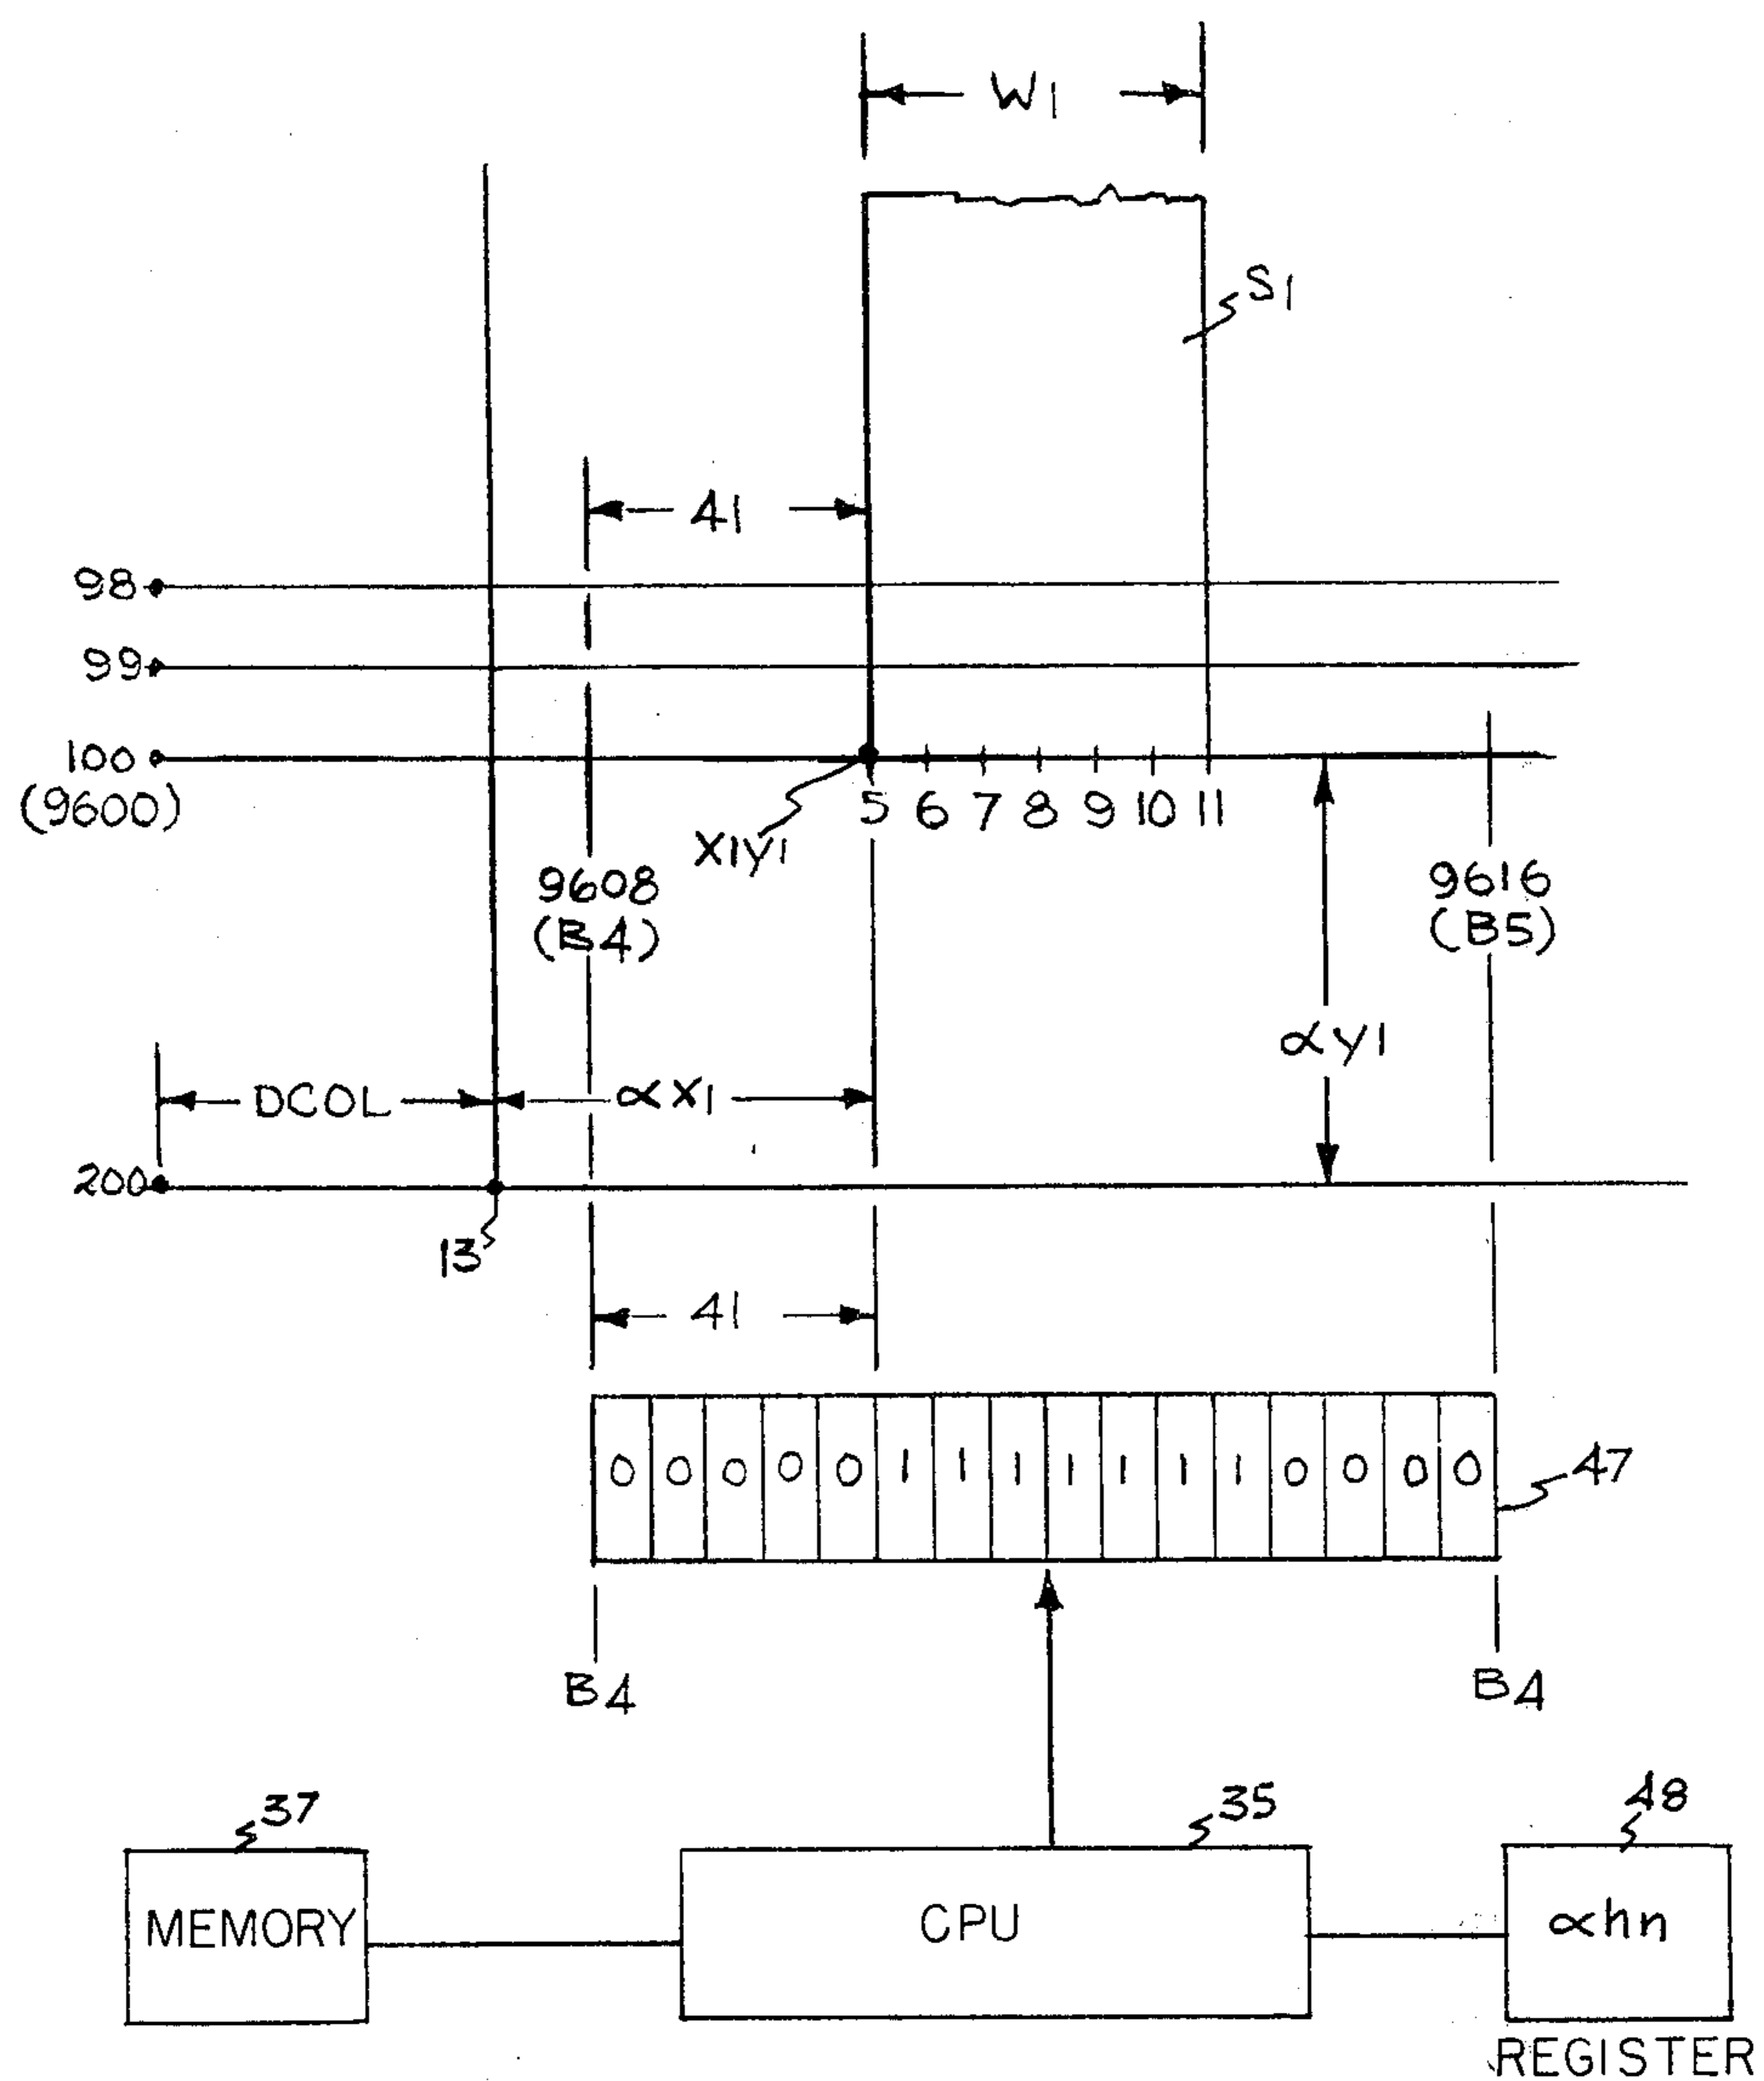 W1
S1
41
98
99
100
(9600)
5 6 7 8 9 10 11
X1Y1
9608
(B4)
9616
(B5)
αY1
DCOL
αX1
200
13
41
0 0 0 0 0 1 1 1 1 1 1 1 0 0 0 0
47
B4
B4
37
35
48
MEMORY
CPU
αhn
REGISTER